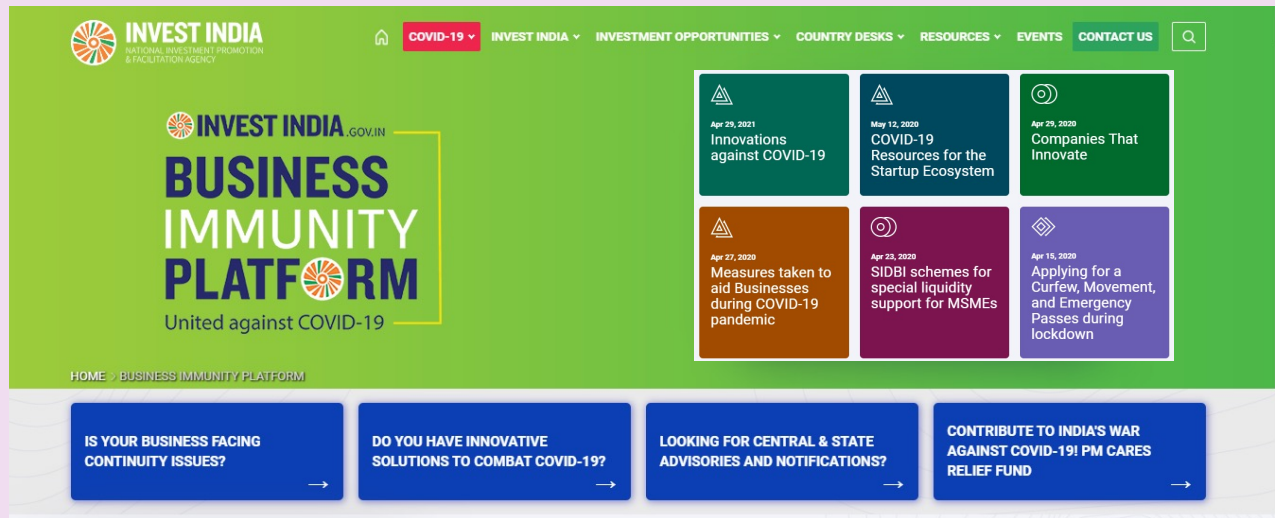 INVEST INDIA
NATIONAL INVESTMENT PROMOTION
& FACILITATION AGENCY
COVID-19
INVEST INDIA
INVESTMENT OPPORTUNITIES
COUNTRY DESKS
RESOURCES
EVENTS
CONTACT US
INVEST INDIA.GOV.IN
BUSINESS
IMMUNITY
PLATFORM
United against COVID-19
Apr 29, 2021
Innovations
against COVID-19
May 12, 2020
COVID-19
Resources for the
Startup Ecosystem
Apr 29, 2020
Companies That
Innovate
Apr 27, 2020
Measures taken to
aid Businesses
during COVID-19
pandemic
Apr 23, 2020
SIDBI schemes for
special liquidity
support for MSMEs
Apr 15, 2020
Applying for a
Curfew, Movement,
and Emergency
Passes during
lockdown
HOME > BUSINESS IMMUNITY PLATFORM
IS YOUR BUSINESS FACING
CONTINUITY ISSUES?
DO YOU HAVE INNOVATIVE
SOLUTIONS TO COMBAT COVID-19?
LOOKING FOR CENTRAL & STATE
ADVISORIES AND NOTIFICATIONS?
CONTRIBUTE TO INDIA'S WAR
AGAINST COVID-19! PM CARES
RELIEF FUND